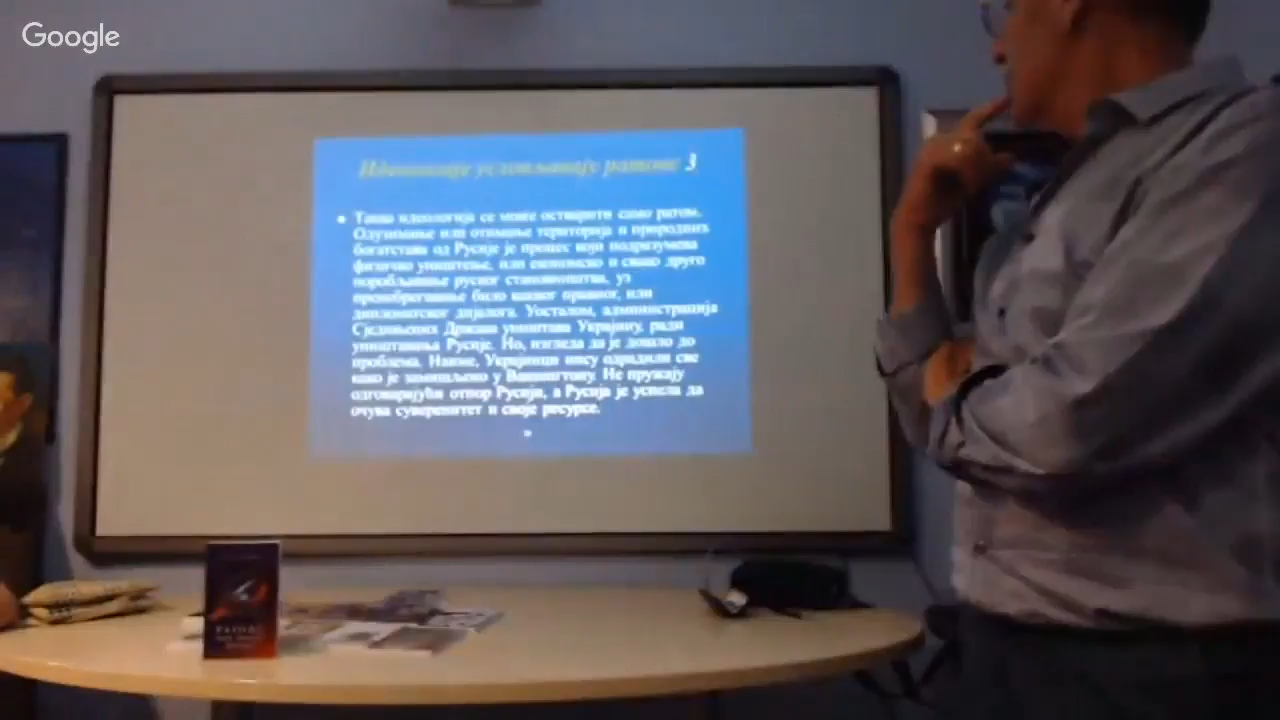 Google
Идеологије условљавају ратове 3
Таква идеологија се може остварити само ратом.
Одузимање или отимање територија и природних
богатстава од Русије је процес који подразумева
физичко уништење, или економско и свако друго
поробљавање руског становништва, уз
пренебрегавање било каквог правног, или
дипломатског дијалога. Уосталом, администрација
Сједињених Држава уништава Украјину, ради
уништавања Русије. Но, изгледа да је дошло до
проблема. Наиме, Украјинци нису одрадили све
како је замишљено у Вашингтону. Не пружају
одговарајући отпор Русији, а Русија је успела да
очува суверенитет и своје ресурсе.